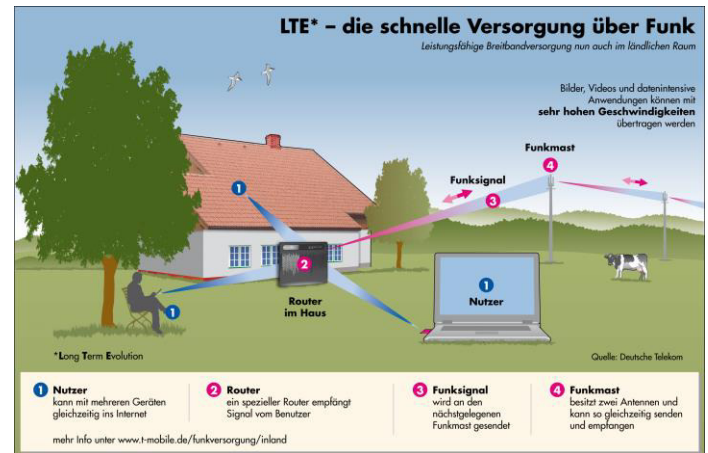 LTE* – die schnelle Versorgung über Funk
Leistungsfähige Breitbandversorgung nun auch im ländlichen Raum
Bilder, Videos und datenintensive
Anwendungen können mit
sehr hohen Geschwindigkeiten
übertragen werden
Funkmast
4
Funksignal
3
1
2
Router
im Haus
1
1
Nutzer
*Long Term Evolution
Quelle: Deutsche Telekom
1 Nutzer
kann mit mehreren Geräten
gleichzeitig ins Internet
2 Router
ein spezieller Router empfängt
Signal vom Benutzer
3 Funksignal
wird an den
nächstgelegenen
Funkmast gesendet
4 Funkmast
besitzt zwei Antennen und
kann so gleichzeitig senden
und empfangen
mehr Info unter www.t-mobile.de/funkversorgung/inland